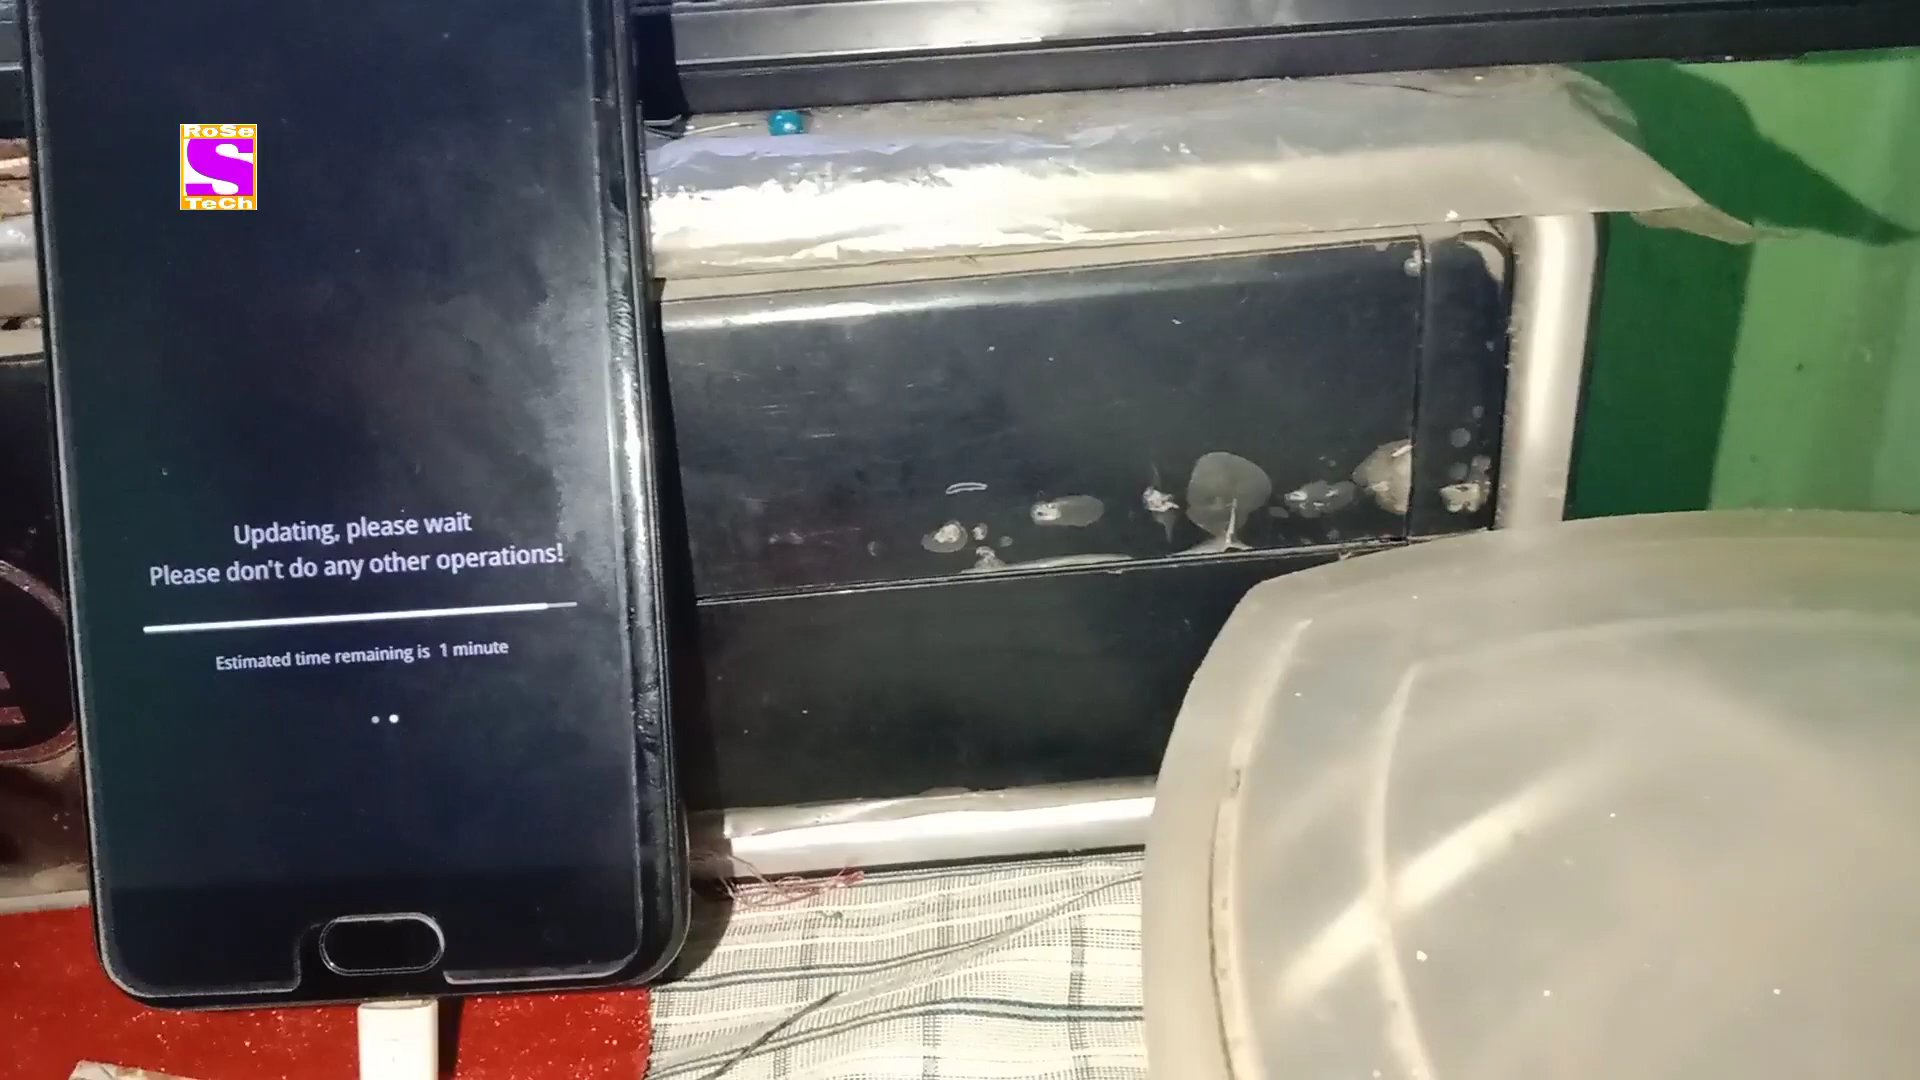 RoSe
S
TeCh
Updating, please wait
Please don't do any other operations!
Estimated time remaining is 1 minute